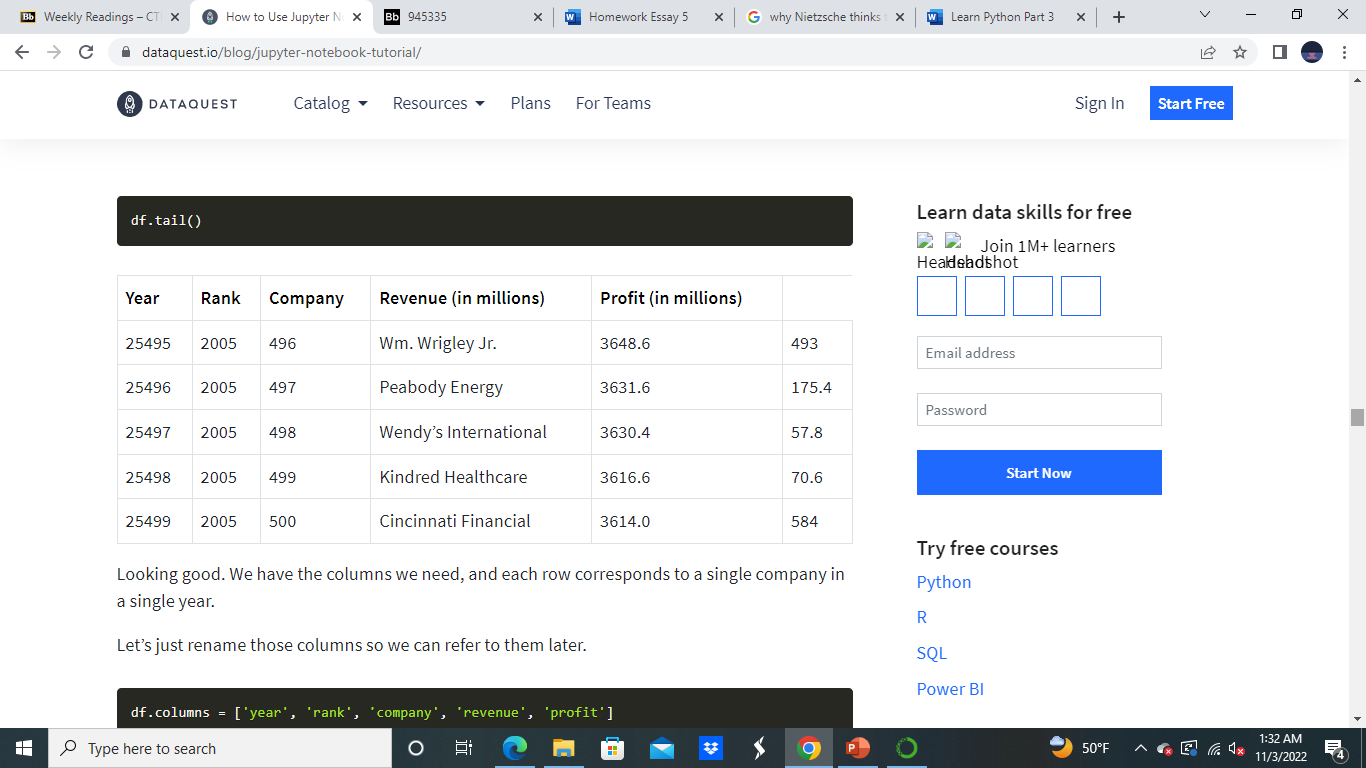 Weekly Readings – CT
How to Use Jupyter N
Bb 945335
Homework Essay 5
why Nietzsche thinks
Learn Python Part 3
dataquest.io/blog/jupyter-notebook-tutorial/
DATAQUEST
Catalog Resources Plans For Teams
Sign In Start Free
df.tail()
Year Rank Company Revenue (in millions) Profit (in millions)
25495 2005 496 Wm. Wrigley Jr. 3648.6 493
25496 2005 497 Peabody Energy 3631.6 175.4
25497 2005 498 Wendy’s International 3630.4 57.8
25498 2005 499 Kindred Healthcare 3616.6 70.6
25499 2005 500 Cincinnati Financial 3614.0 584
Looking good. We have the columns we need, and each row corresponds to a single company in
a single year.
Let’s just rename those columns so we can refer to them later.
df.columns = ['year', 'rank', 'company', 'revenue', 'profit']
Learn data skills for free
Join 1M+ learners
Headshot
Email address
Password
Start Now
Try free courses
Python
R
SQL
Power BI
Type here to search
50°F
1:32 AM
11/3/2022
4